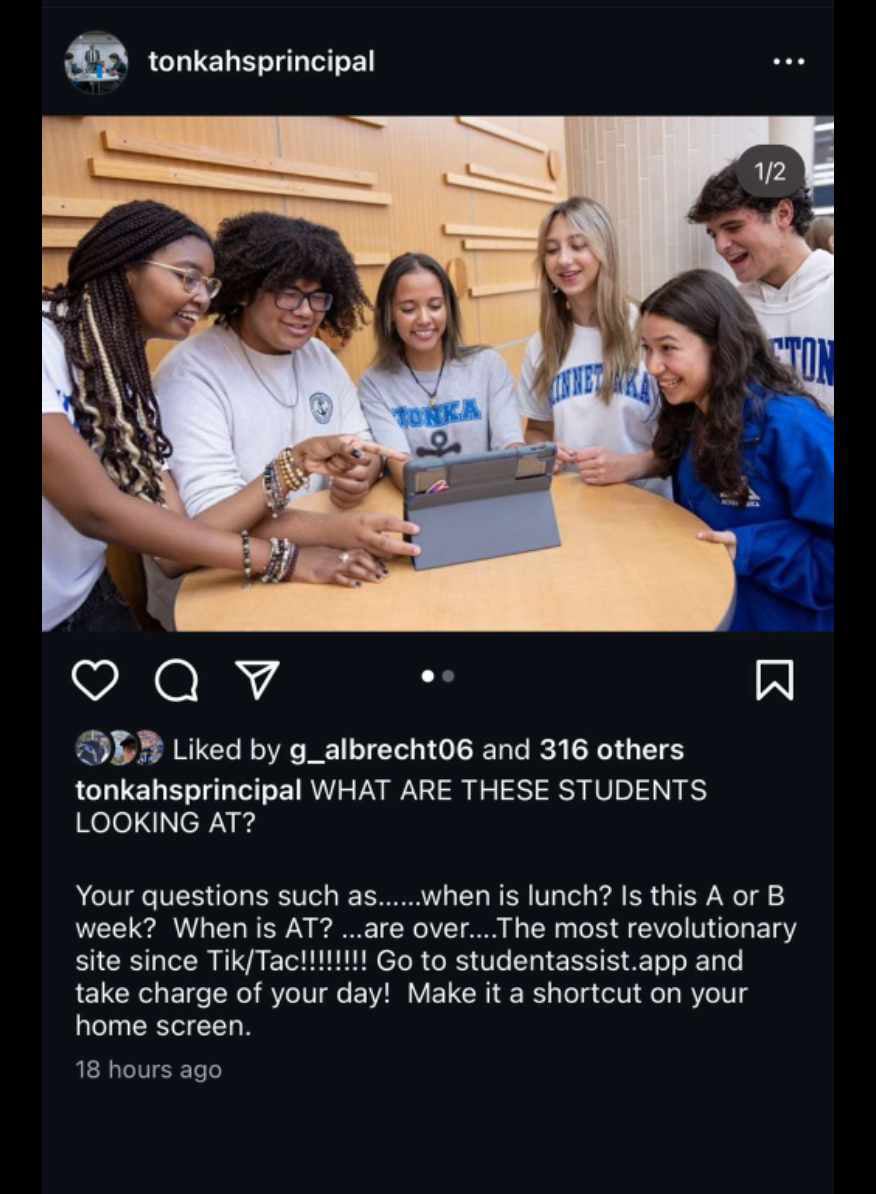 tonkahsprincipal
1/2
TONKA
MINNETONKA
TON
Liked by g_albrecht06 and 316 others
tonkahsprincipal WHAT ARE THESE STUDENTS
LOOKING AT?
Your questions such as......when is lunch? Is this A or B
week?  When is AT? ...are over....The most revolutionary
site since Tik/Tac!!!!!!!! Go to studentassist.app and
take charge of your day!  Make it a shortcut on your
home screen.
18 hours ago